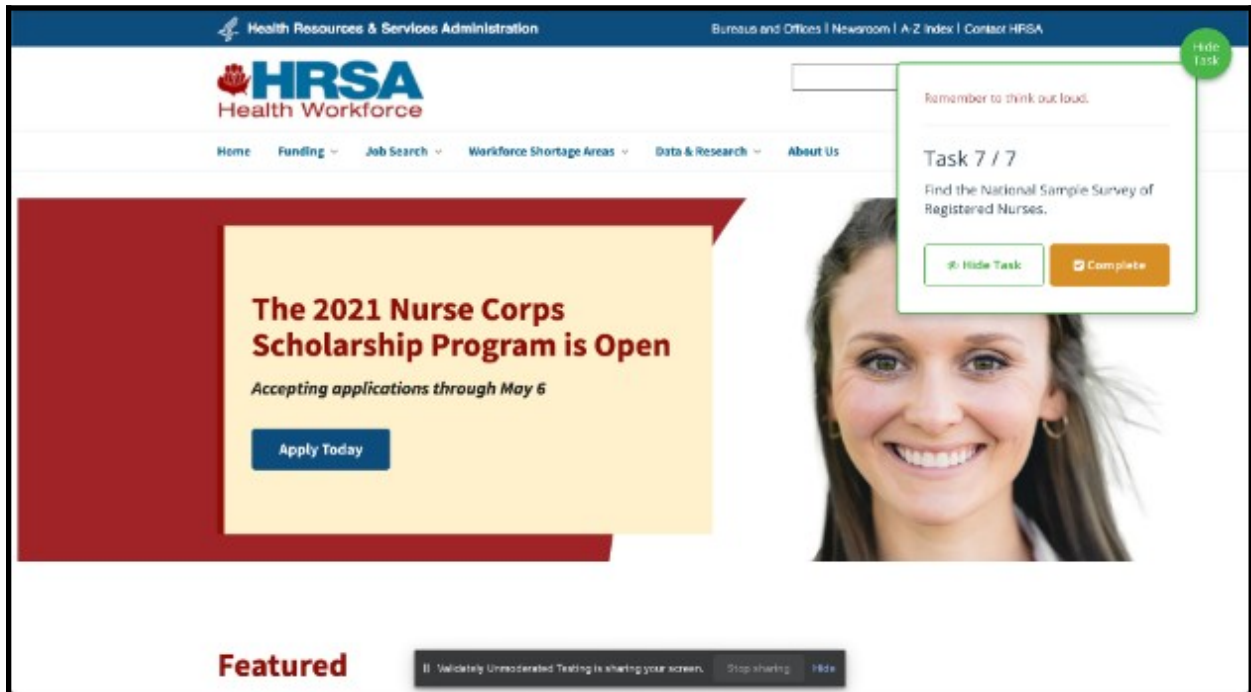 Health Resources & Services Administration
Bureaus and Offices | Newsroom | A-Z Index | Contact HRSA
Hide
Task
HRSA
Health Workforce
Remember to think out loud.
Home Funding Job Search Workforce Shortage Areas Data & Research About Us
Task 7 / 7
Find the National Sample Survey of
Registered Nurses.
Hide Task Complete
The 2021 Nurse Corps
Scholarship Program is Open
Accepting applications through May 6
Apply Today
Featured
Validately Unmoderated Testing is sharing your screen. Stop sharing Hide